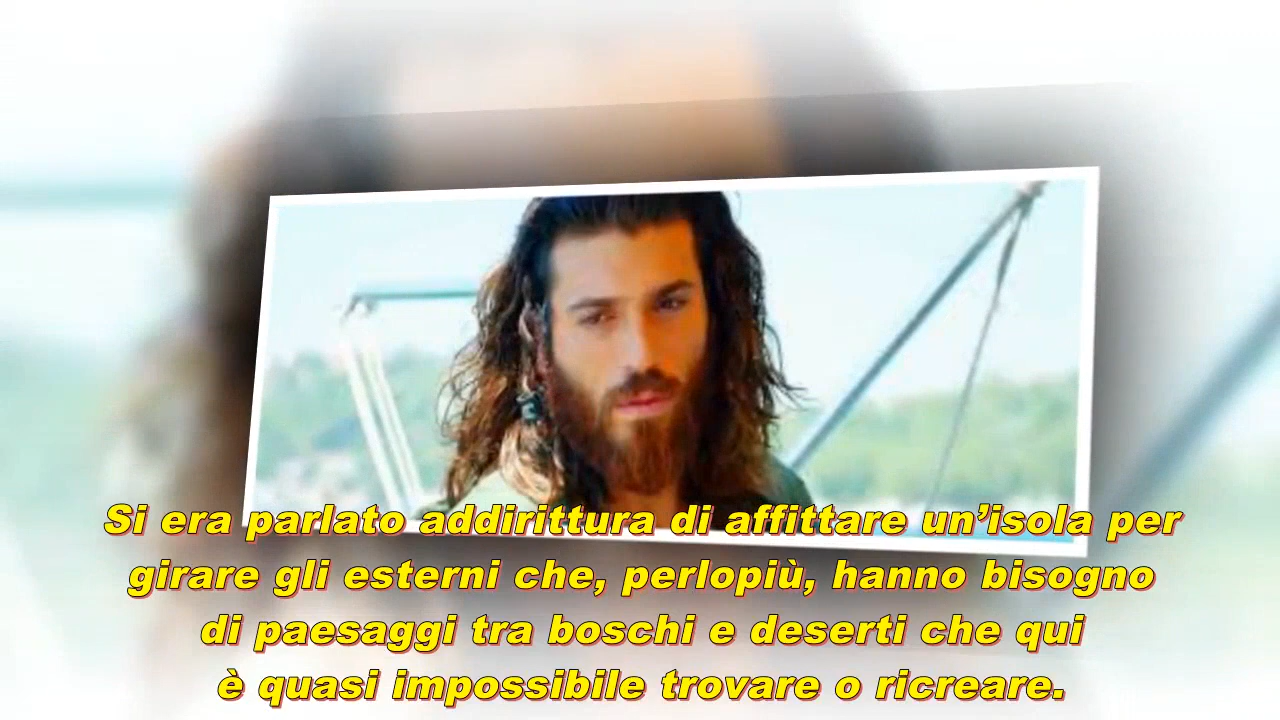 Si era parlato addirittura di affittare un’isola per
girare gli esterni che, perlopiù, hanno bisogno
di paesaggi tra boschi e deserti che qui
è quasi impossibile trovare o ricreare.